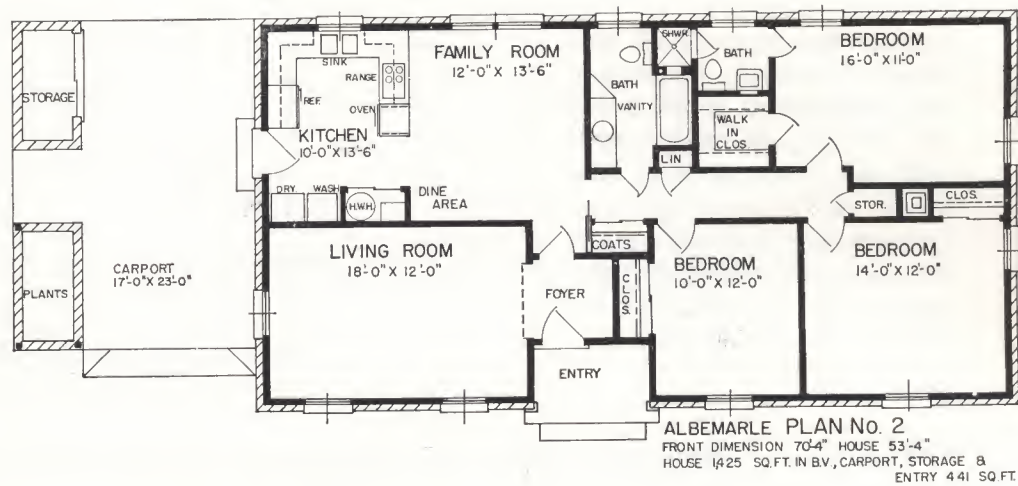 STORAGE
PLANTS
CARPORT
17'-0" X 23'-0"
SINK
RANGE
REF.
OVEN
KITCHEN
10'-0" X 13'-6"
DRY.
WASH
H.W.H.
DINE
AREA
FAMILY ROOM
12'-0" X 13'-6"
BATH
VANITY
SHWR.
BATH
WALK
IN
CLOS.
LIN
BEDROOM
16'-0" X 11'-0"
STOR.
CLOS.
LIVING ROOM
18'-0" X 12'-0"
FOYER
COATS
CLOS.
BEDROOM
10'-0" X 12'-0"
BEDROOM
14'-0" X 12'-0"
ENTRY
ALBEMARLE PLAN No. 2
FRONT DIMENSION 70'-4" HOUSE 53'-4"
HOUSE 1,425 SQ. FT. IN B.V., CARPORT, STORAGE &
ENTRY 441 SQ. FT.